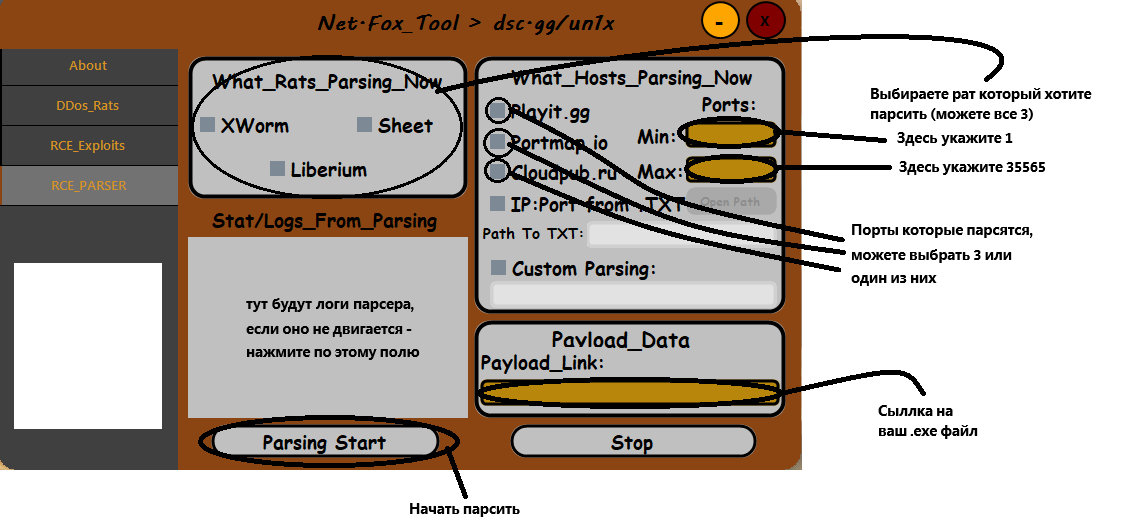 Net-Fox_Tool > dsc.gg/un1x
-
X
About
DDos_Rats
RCE_Exploits
RCE_PARSER
What_Rats_Parsing_Now
XWorm
Sheet
Liberium
What_Hosts_Parsing_Now
Playit.gg
Portmap.io
Cloudpub.ru
Ports:
Min:
Max:
IP:Port from .TXT
Open Path
Path To TXT:
Custom Parsing:
Stat/Logs_From_Parsing
тут будут логи парсера,
если оно не двигается -
нажмите по этому полю
Payload_Data
Payload_Link:
Parsing Start
Stop
Выбираете рат который хотите
парсить (можете все 3)
Здесь укажите 1
Здесь укажите 35565
Порты которые парсятся,
можете выбрать 3 или
один из них
Сыллка на
ваш .exe файл
Начать парсить